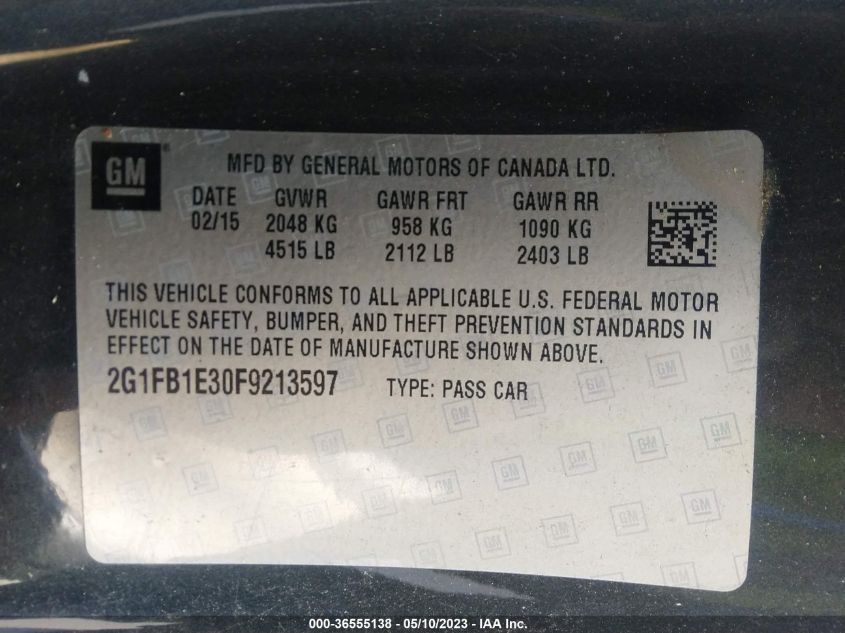 GM
MFD BY GENERAL MOTORS OF CANADA LTD.
DATE GVWR GAWR FRT GAWR RR
02/15 2048 KG 958 KG 1090 KG
4515 LB 2112 LB 2403 LB
THIS VEHICLE CONFORMS TO ALL APPLICABLE U.S. FEDERAL MOTOR
VEHICLE SAFETY, BUMPER, AND THEFT PREVENTION STANDARDS IN
EFFECT ON THE DATE OF MANUFACTURE SHOWN ABOVE.
2G1FB1E30F9213597 TYPE: PASS CAR
000-36555138 - 05/10/2023 - IAA Inc.